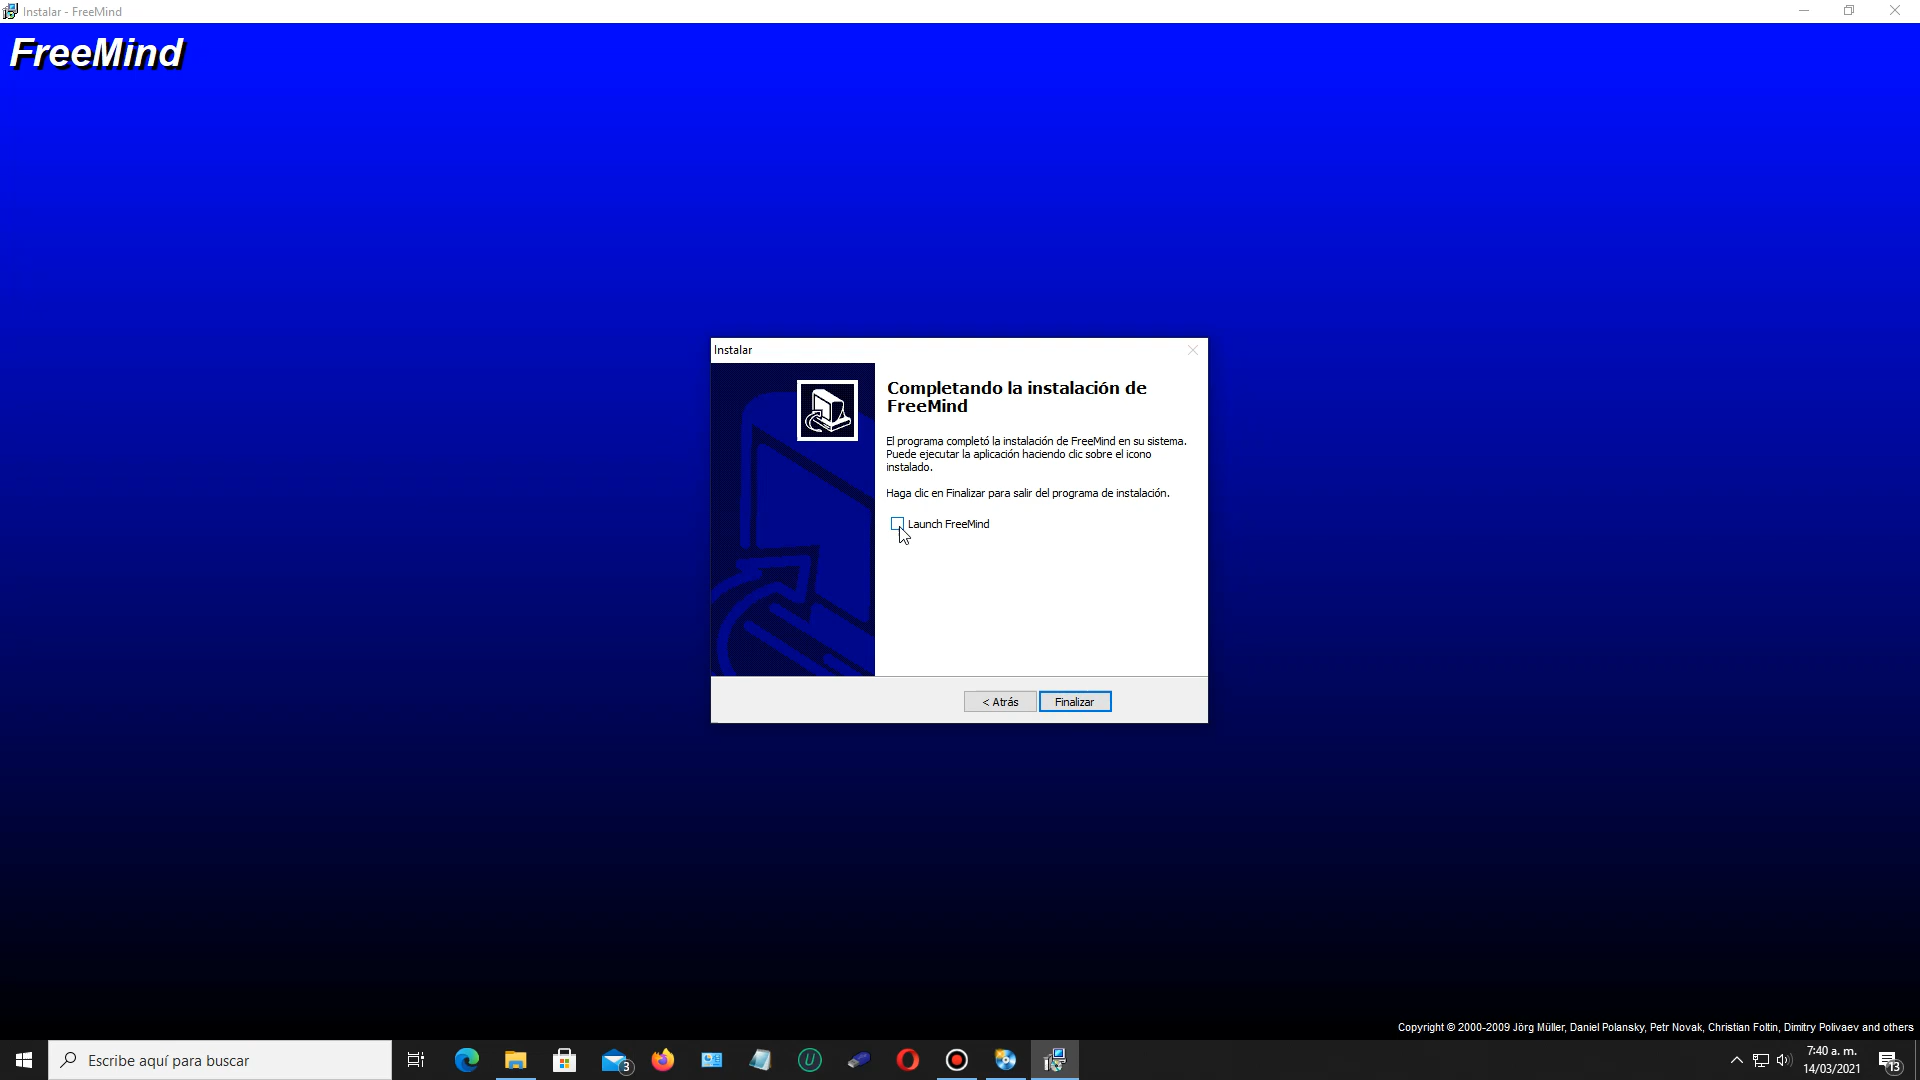 Instalar - FreeMind
FreeMind
Instalar
Completando la instalación de
FreeMind
El programa completó la instalación de FreeMind en su sistema.
Puede ejecutar la aplicación haciendo clic sobre el icono
instalado.
Haga clic en Finalizar para salir del programa de instalación.
Launch FreeMind
< Atrás
Finalizar
Copyright © 2000-2009 Jörg Müller, Daniel Polansky, Petr Novak, Christian Foltin, Dimitry Polivaev and others
Escribe aquí para buscar
3
U
7:40 a. m.
14/03/2021
13